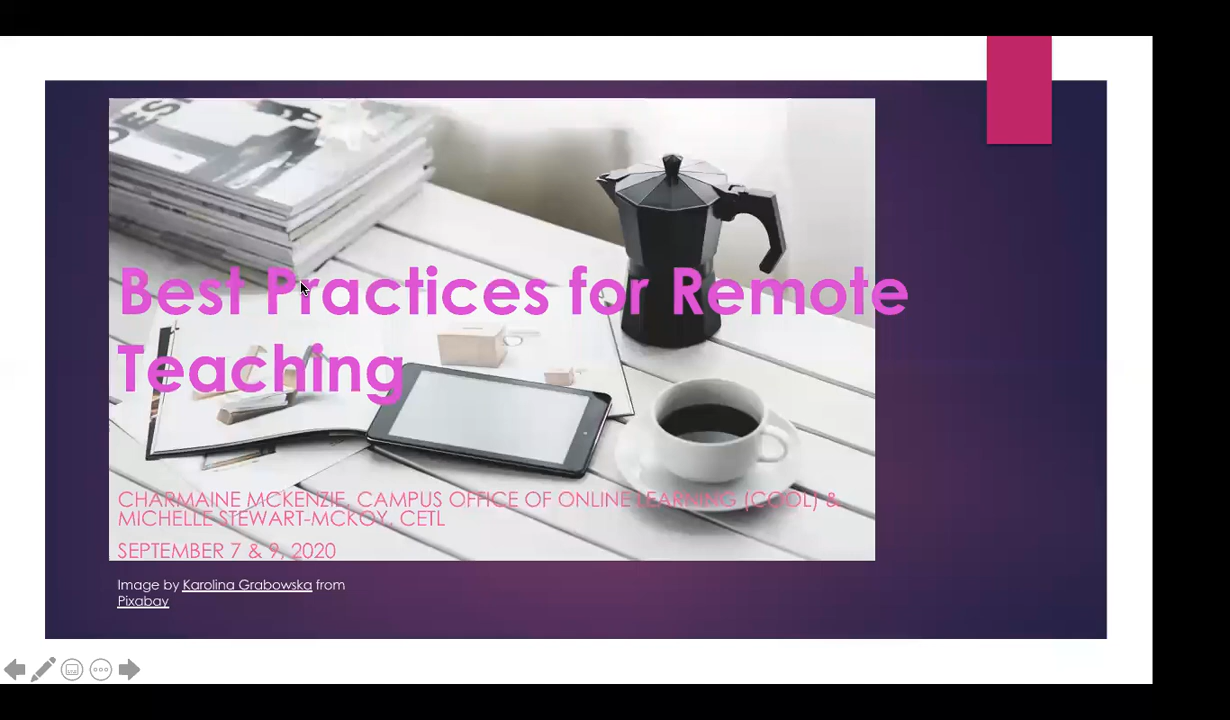 DES
Best Practices for Remote
Teaching
CHARMAINE MCKENZIE, CAMPUS OFFICE OF ONLINE LEARNING (COOL) &
MICHELLE STEWART-MCKOY, CETL
SEPTEMBER 7 & 9, 2020
Image by Karolina Grabowska from
Pixabay